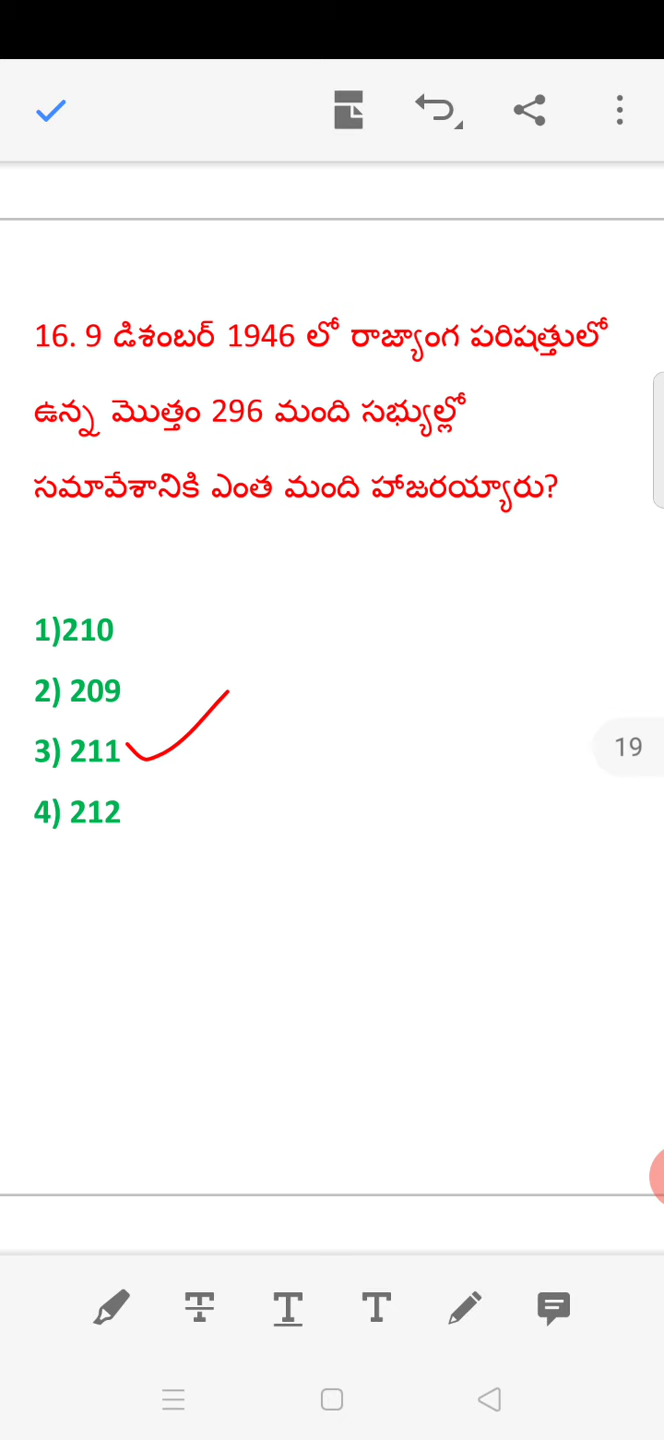 16. 9 డిశంబర్ 1946 లో రాజ్యాంగ పరిషత్తులో
ఉన్న మొత్తం 296 మంది సభ్యుల్లో
సమావేశానికి ఎంత మంది హాజరయ్యారు?
1)210
2) 209
3) 211
4) 212
19